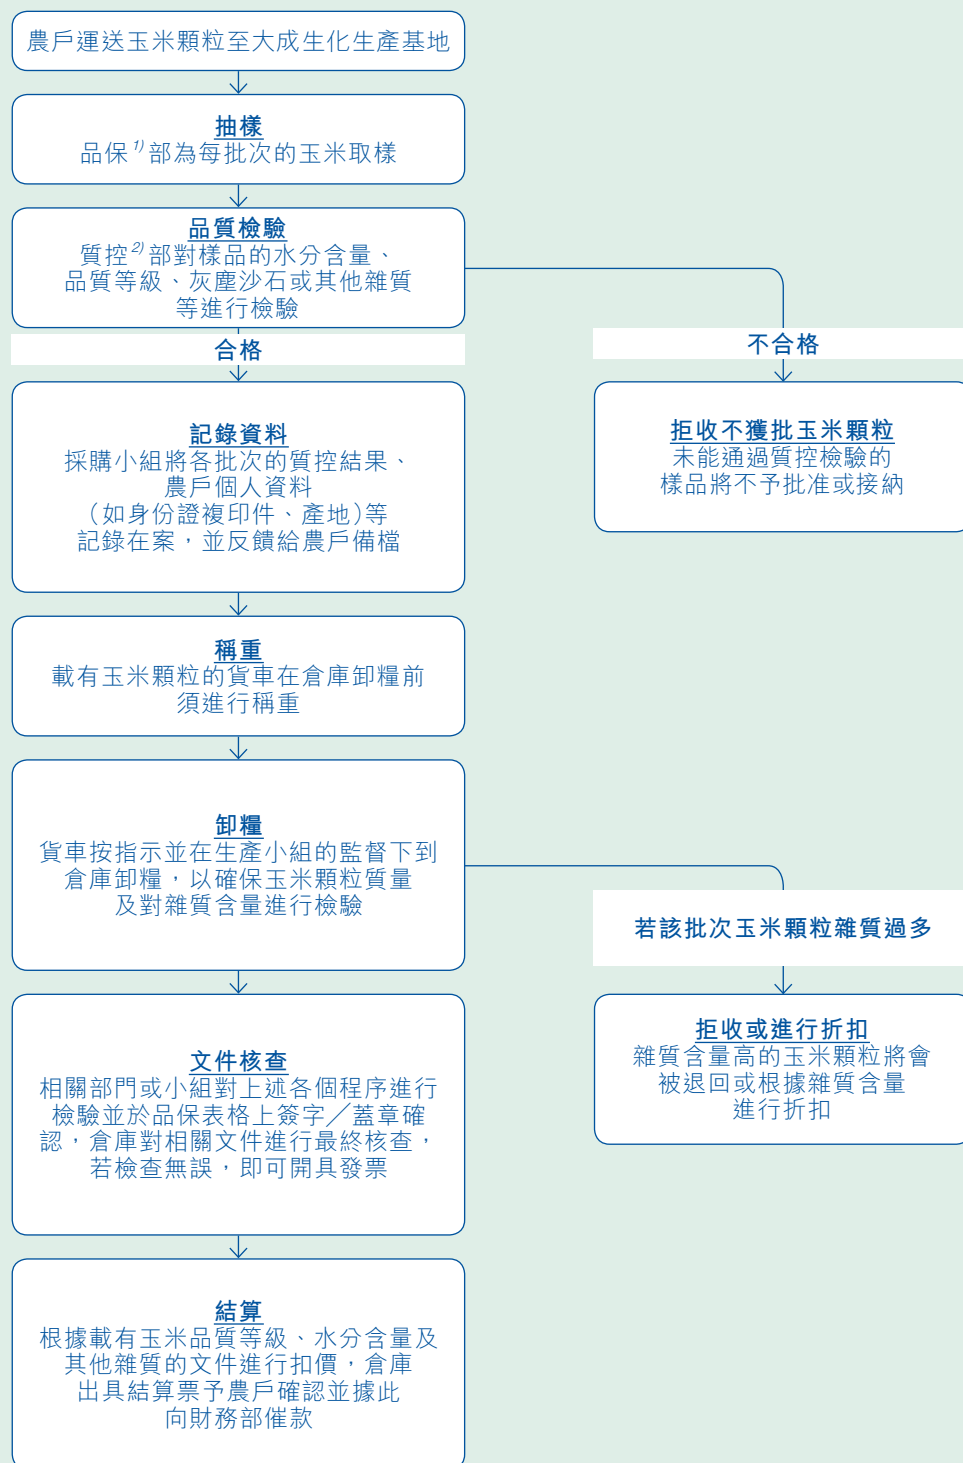 農戶運送玉米顆粒至大成生化生產基地
抽樣
品保1)部為每批次的玉米取樣
品質檢驗
質控2)部對樣品的水分含量、
品質等級、灰塵沙石或其他雜質
等進行檢驗
合格
不合格
記錄資料
採購小組將各批次的質控結果、
農戶個人資料
（如身份證複印件、產地）等
記錄在案，並反饋給農戶備檔
拒收不獲批玉米顆粒
未能通過質控檢驗的
樣品將不予批准或接納
稱重
載有玉米顆粒的貨車在倉庫卸糧前
須進行稱重
卸糧
貨車按指示並在生產小組的監督下到
倉庫卸糧，以確保玉米顆粒質量
及對雜質含量進行檢驗
若該批次玉米顆粒雜質過多
拒收或進行折扣
雜質含量高的玉米顆粒將會
被退回或根據雜質含量
進行折扣
文件核查
相關部門或小組對上述各個程序進行
檢驗並於品保表格上簽字／蓋章確
認，倉庫對相關文件進行最終核查，
若檢查無誤，即可開具發票
結算
根據載有玉米品質等級、水分含量及
其他雜質的文件進行扣價，倉庫
出具結算票予農戶確認並據此
向財務部催款